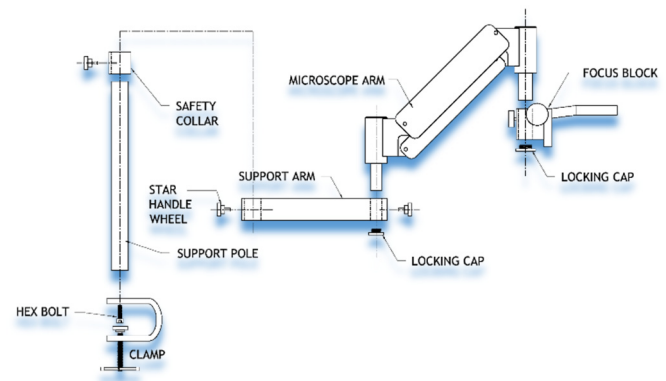 MICROSCOPE ARM
FOCUS BLOCK
SAFETY
COLLAR
SUPPORT ARM
LOCKING CAP
STAR
HANDLE
WHEEL
SUPPORT POLE
LOCKING CAP
HEX BOLT
CLAMP